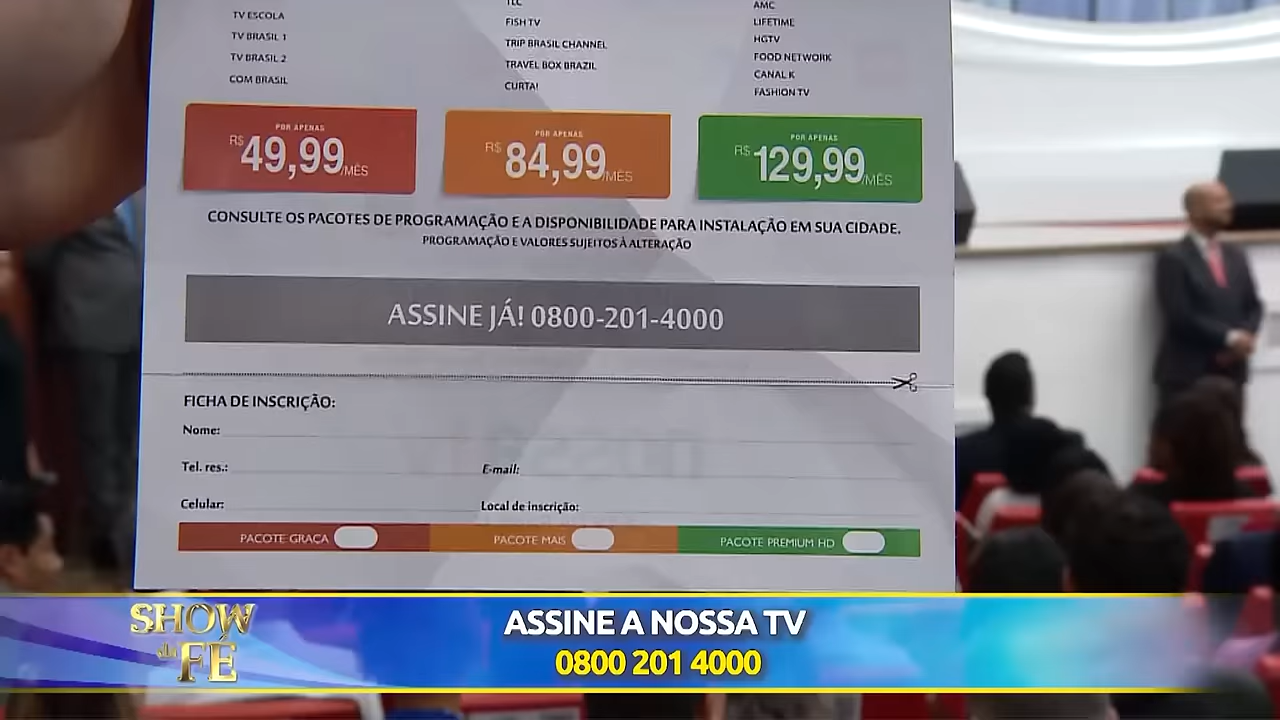 TV ESCOLA
TV BRASIL 1
TV BRASIL 2
COM BRASIL
TLC
FISH TV
TRIP BRASIL CHANNEL
TRAVEL BOX BRAZIL
CURTA!
AMC
LIFETIME
HGTV
FOOD NETWORK
CANAL K
FASHION TV
POR APENAS
R$ 49,99/MÊS
POR APENAS
R$ 84,99/MÊS
POR APENAS
R$ 129,99/MÊS
CONSULTE OS PACOTES DE PROGRAMAÇÃO E A DISPONIBILIDADE PARA INSTALAÇÃO EM SUA CIDADE.
PROGRAMAÇÃO E VALORES SUJEITOS À ALTERAÇÃO
ASSINE JÁ! 0800-201-4000
FICHA DE INSCRIÇÃO:
Nome:
Tel. res.:
E-mail:
Celular:
Local de inscrição:
PACOTE GRAÇA
PACOTE MAIS
PACOTE PREMIUM HD
SHOW
da FÉ
ASSINE A NOSSA TV
0800 201 4000